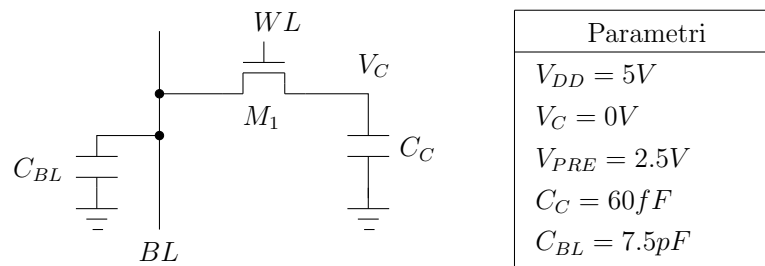 WL
V_C
M_1
C_BL
C_C
BL
Parametri
V_DD = 5V
V_C = 0V
V_PRE = 2.5V
C_C = 60fF
C_BL = 7.5pF